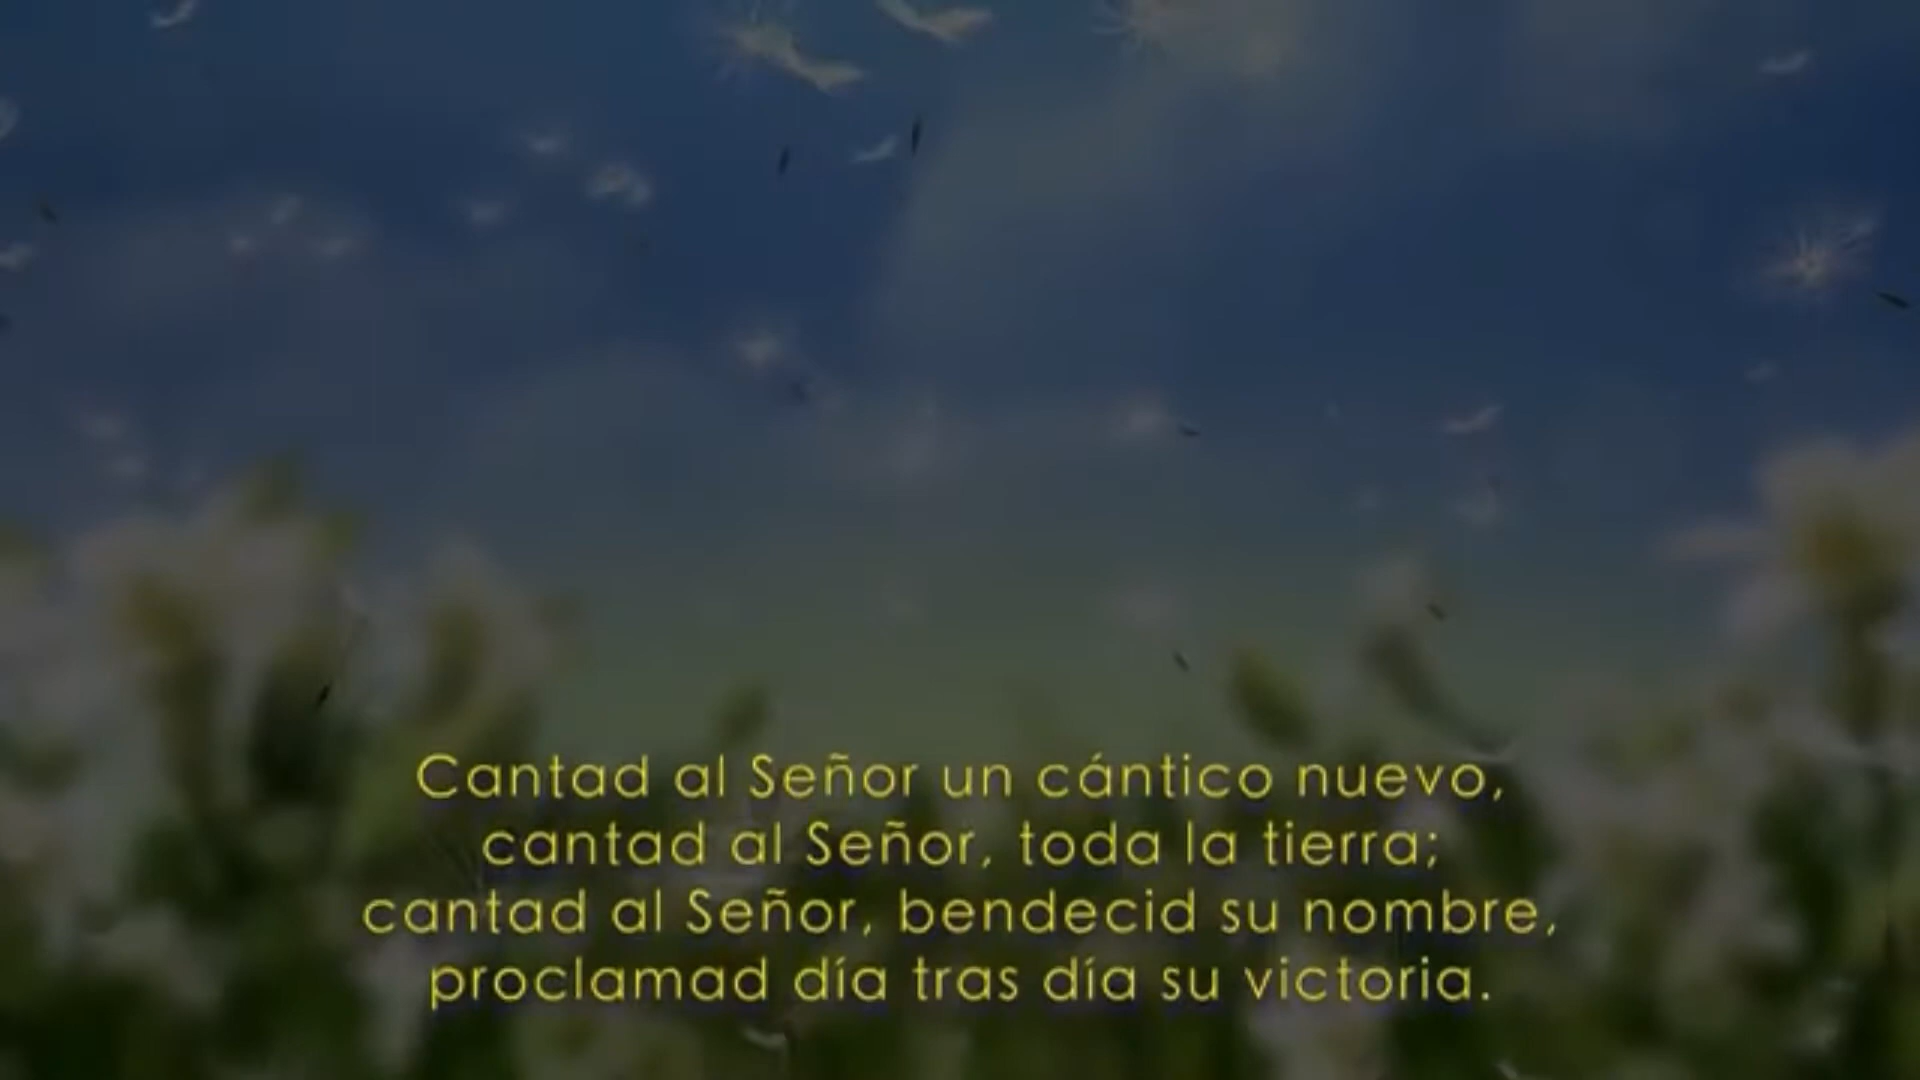 Cantad al Señor un cántico nuevo,
cantad al Señor, toda la tierra;
cantad al Señor, bendecid su nombre,
proclamad día tras día su victoria.